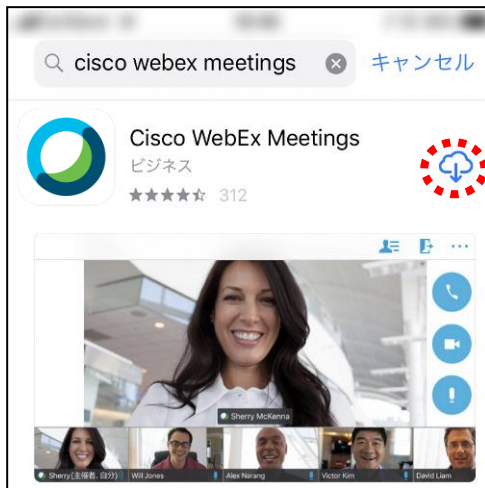 cisco webex meetings
キャンセル
Cisco WebEx Meetings
ビジネス
312
Sherry McKenna
Sherry(主催者, 自分)
Will Jones
Alex Narang
Victor Kim
David Liam